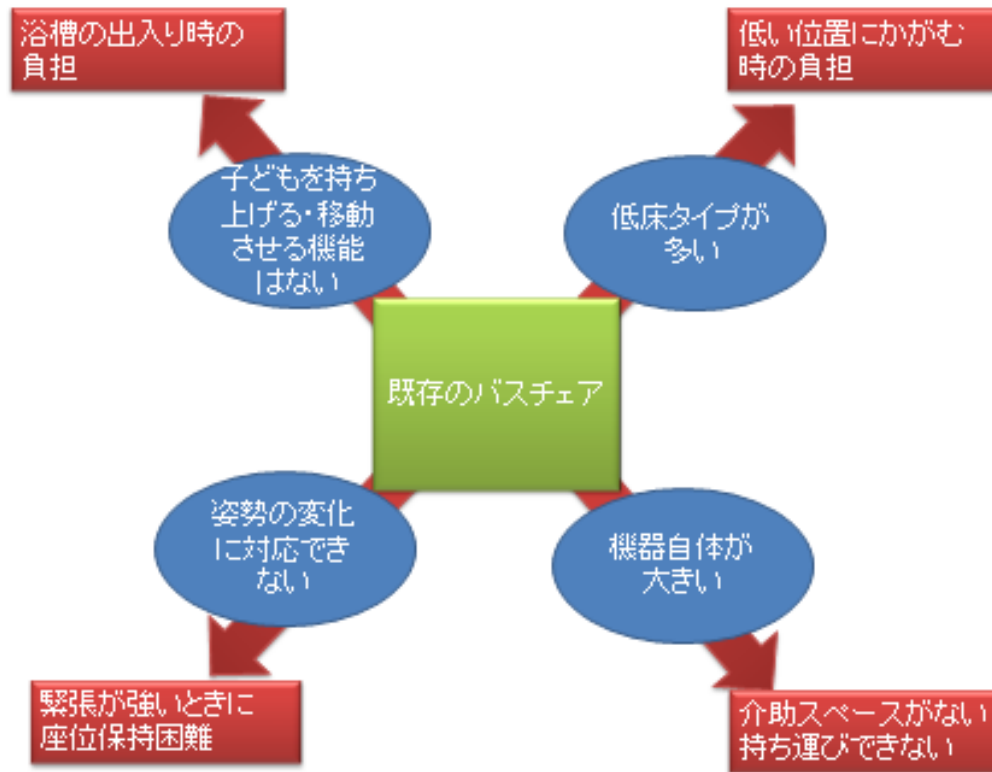 浴槽の出入り時の
負担
低い位置にかがむ
時の負担
子どもを持ち
上げる・移動
させる機能
はない
低床タイプが
多い
既存のバスチェア
姿勢の変化
に対応でき
ない
機器自体が
大きい
緊張が強いときに
座位保持困難
介助スペースがない
持ち運びできない